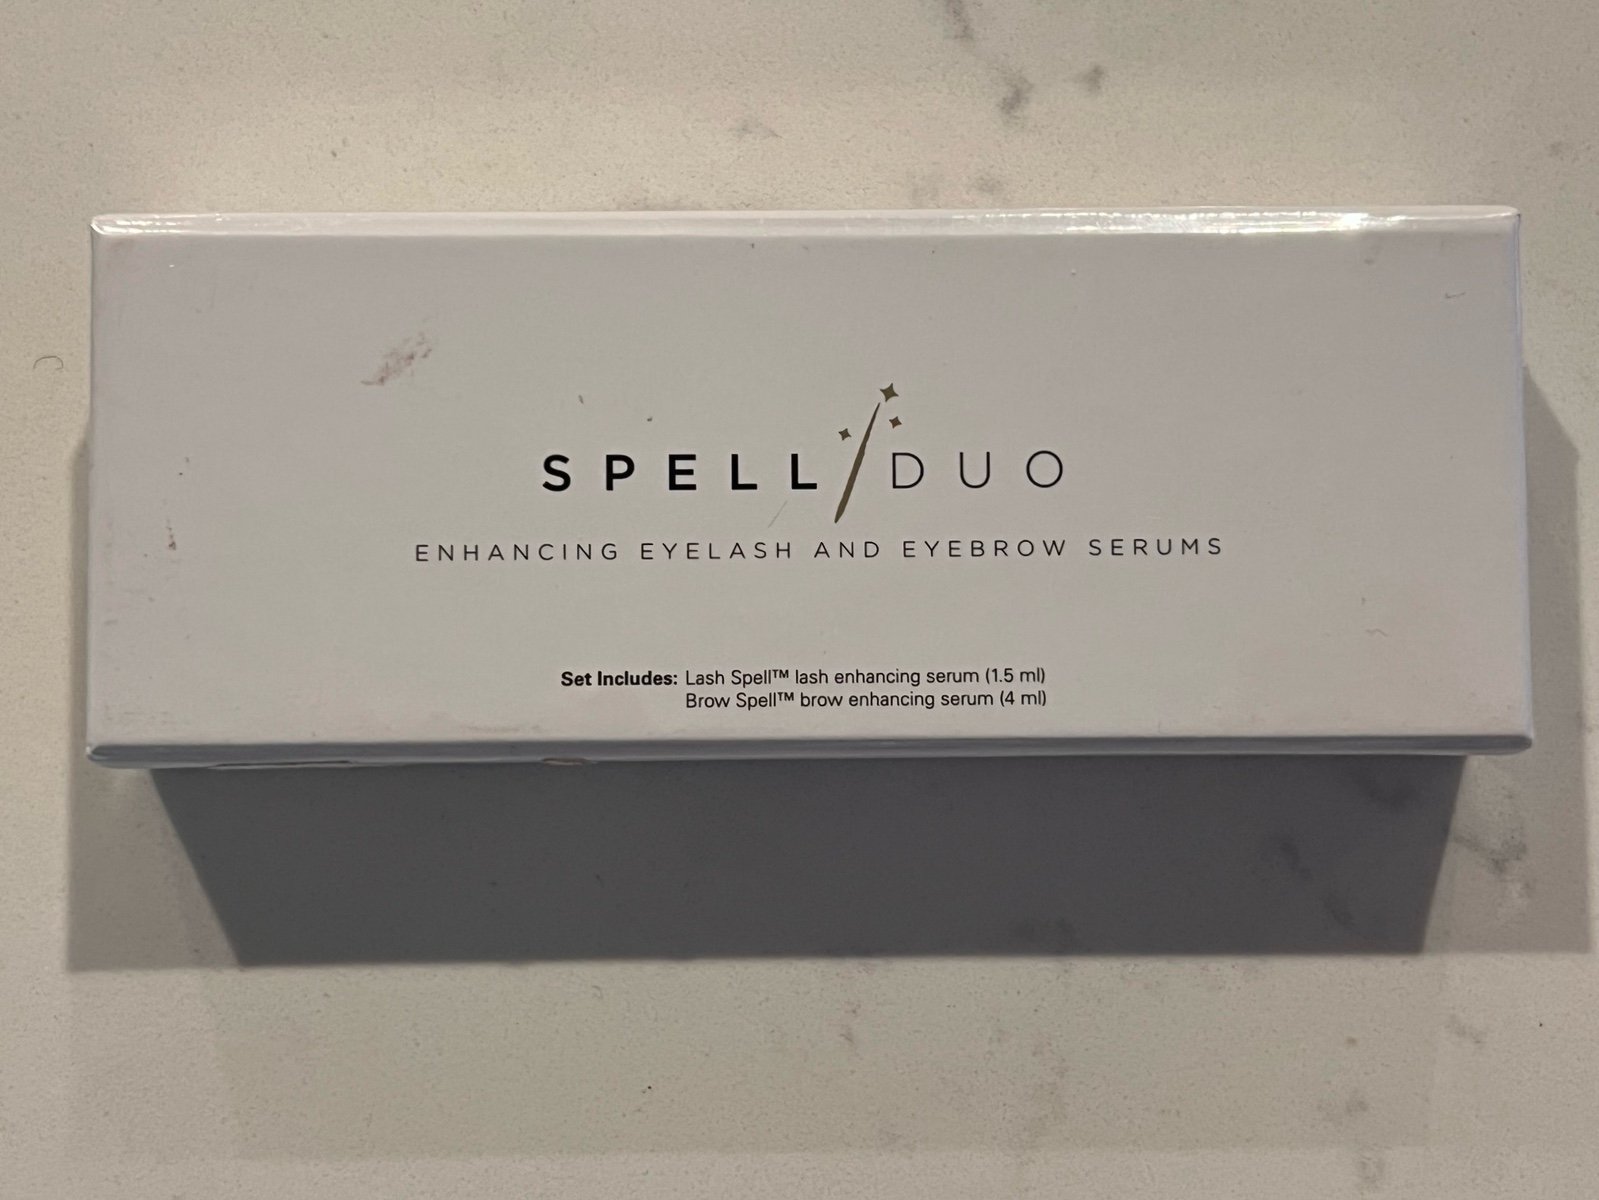 SPELL DUO
ENHANCING EYELASH AND EYEBROW SERUMS
Set Includes: Lash Spell™ lash enhancing serum (1.5 ml)
Brow Spell™ brow enhancing serum (4 ml)